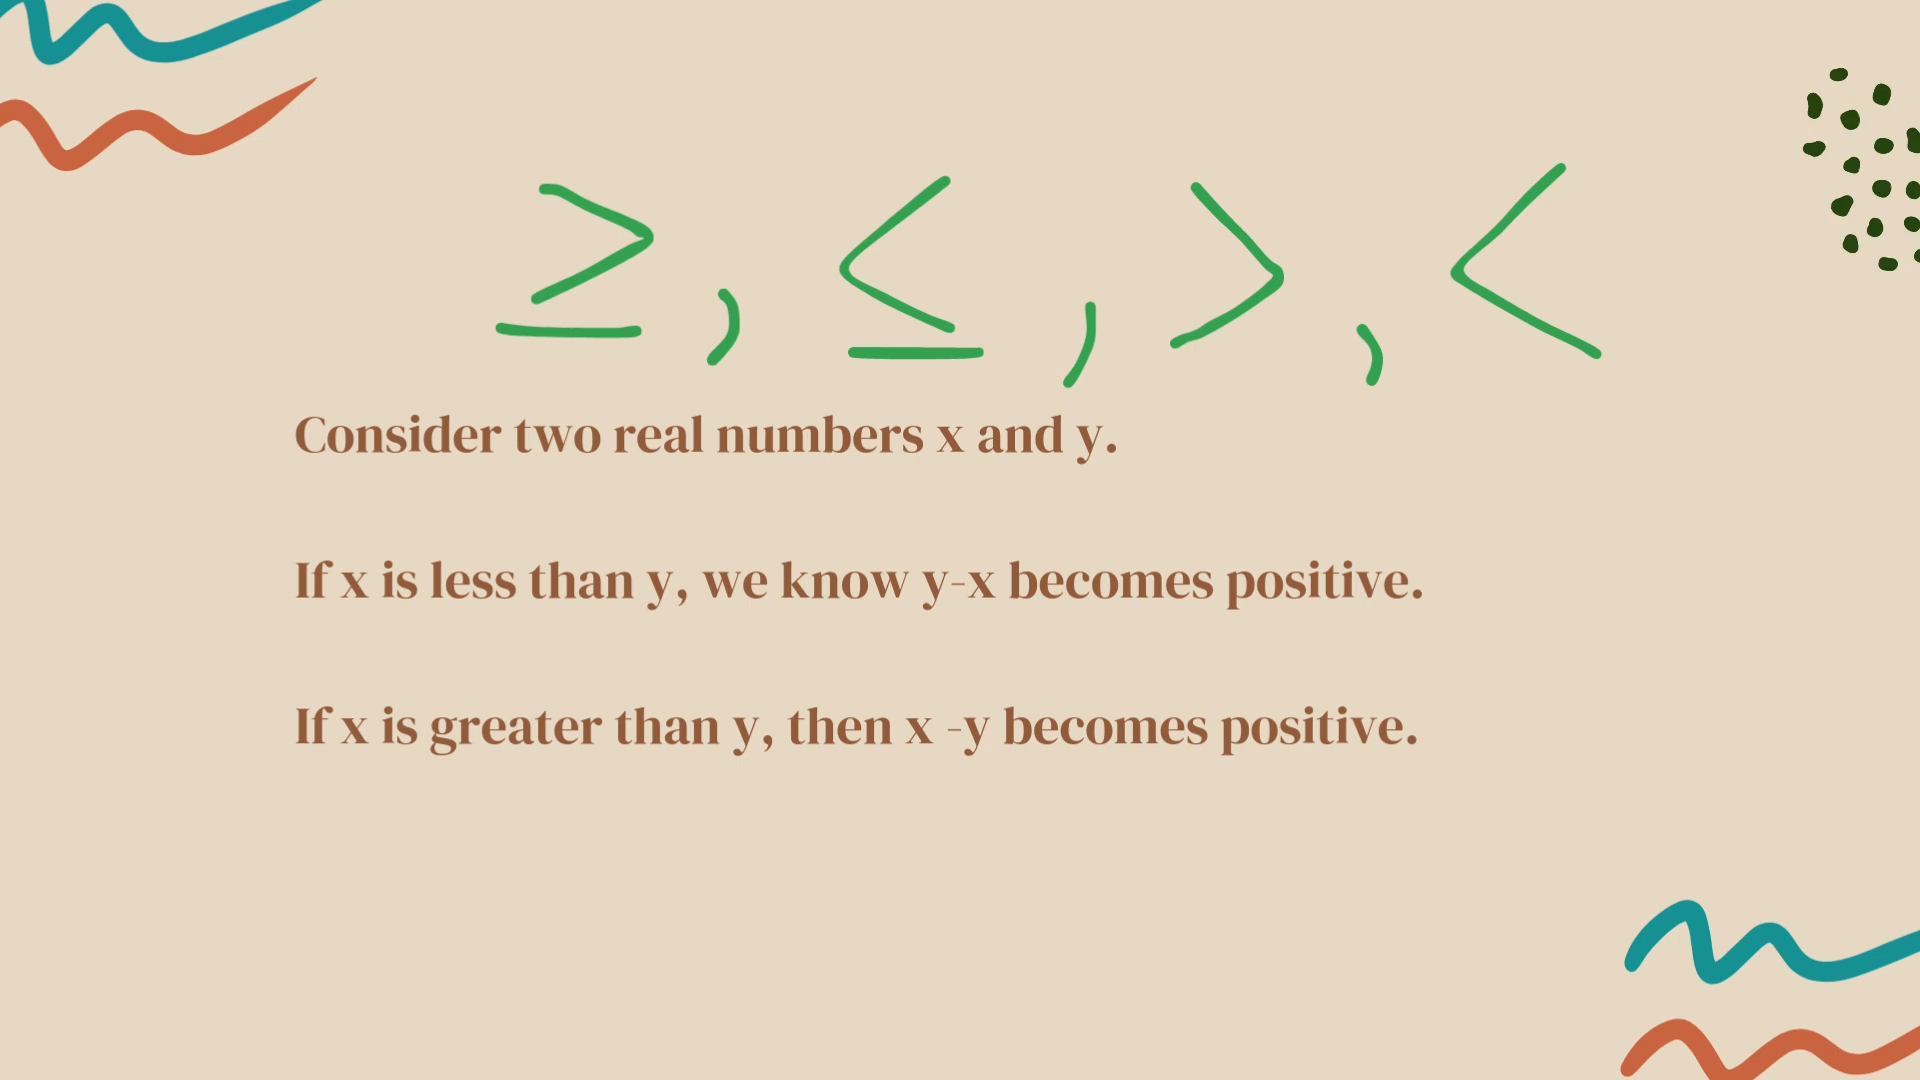 ≥, ≤, >, <
Consider two real numbers x and y.
If x is less than y, we know y-x becomes positive.
If x is greater than y, then x -y becomes positive.